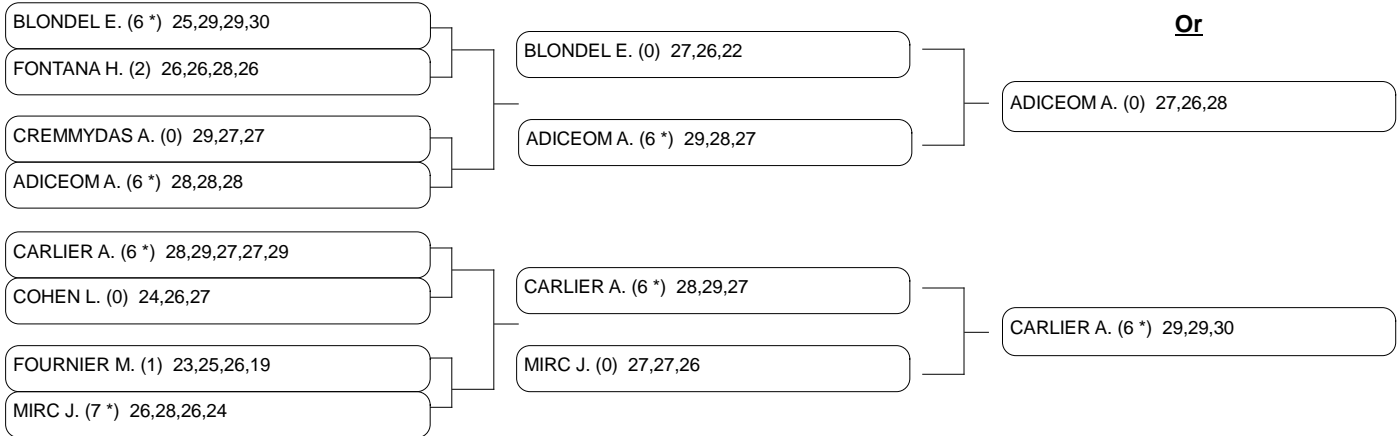 BLONDEL E. (6 *) 25,29,29,30
FONTANA H. (2) 26,26,28,26
CREMMYDAS A. (0) 29,27,27
ADICEOM A. (6 *) 28,28,28
CARLIER A. (6 *) 28,29,27,27,29
COHEN L. (0) 24,26,27
FOURNIER M. (1) 23,25,26,19
MIRC J. (7 *) 26,28,26,24
BLONDEL E. (0) 27,26,22
ADICEOM A. (6 *) 29,28,27
CARLIER A. (6 *) 28,29,27
MIRC J. (0) 27,27,26
Or
ADICEOM A. (0) 27,26,28
CARLIER A. (6 *) 29,29,30